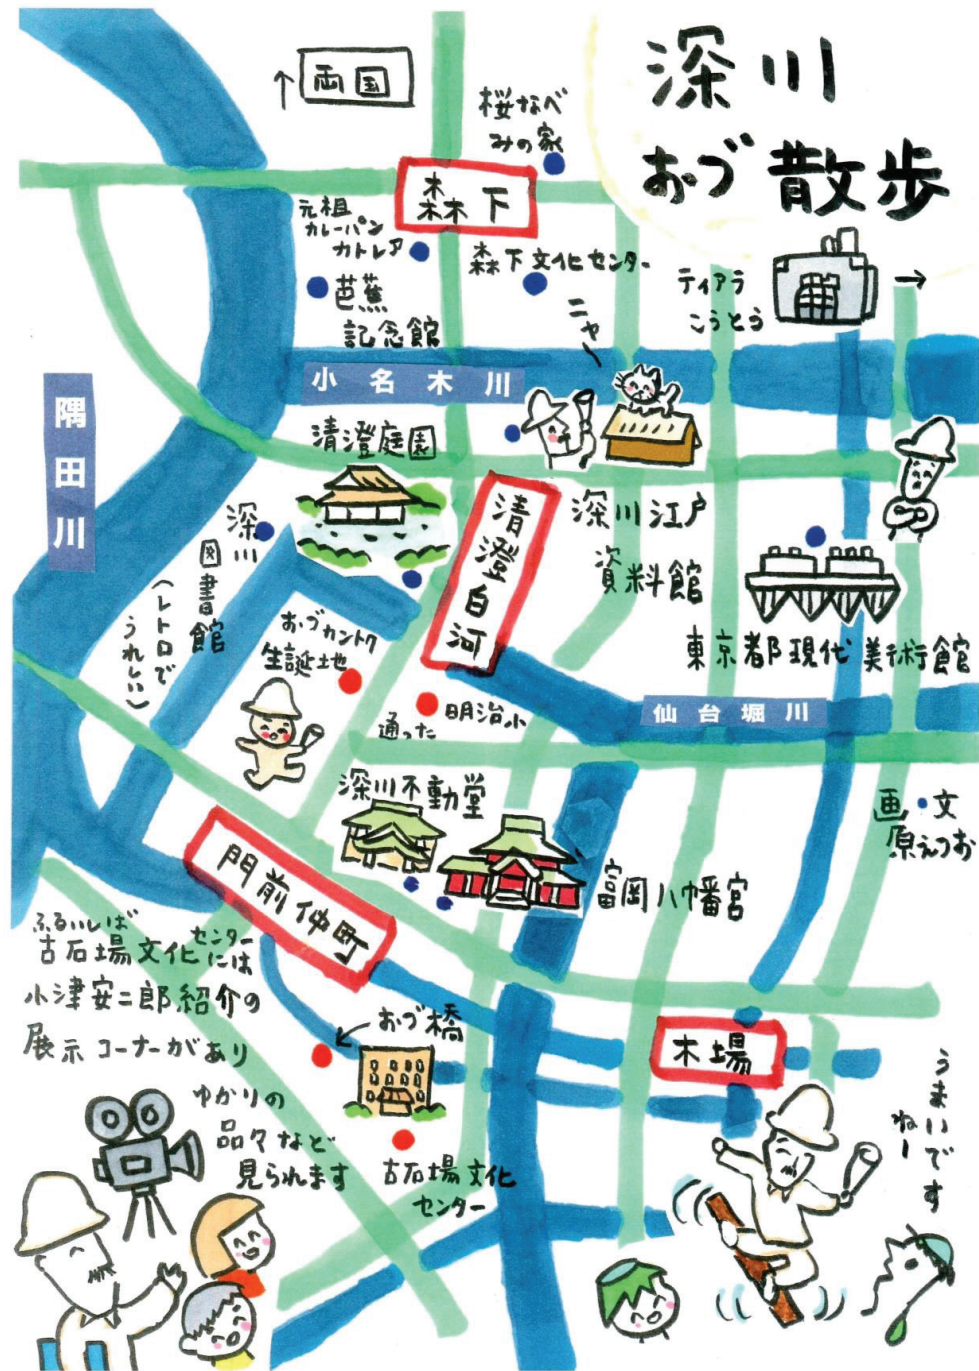 深川
おづ散歩
↑両国
桜なべ
みの家
森下
元祖
カレーパン
カトレア
森下文化センター
芭蕉
記念館
ティアラ
こうとう
→
ニャ〜
小名木川
隅田川
清澄庭園
深川
図書館
(レトロで
うれしい)
清澄白河
深川江戸
資料館
東京都現代美術館
おづカントク
生誕地
通った
明治小
仙台堀川
深川不動堂
富岡八幡宮
画・文
原えつお
門前仲町
ふるいしば
古石場文化センターには
小津安二郎紹介の
展示コーナーがあり
ゆかりの
品々など
見られます
おづ橋
古石場文化
センター
木場
うまいです
ねー